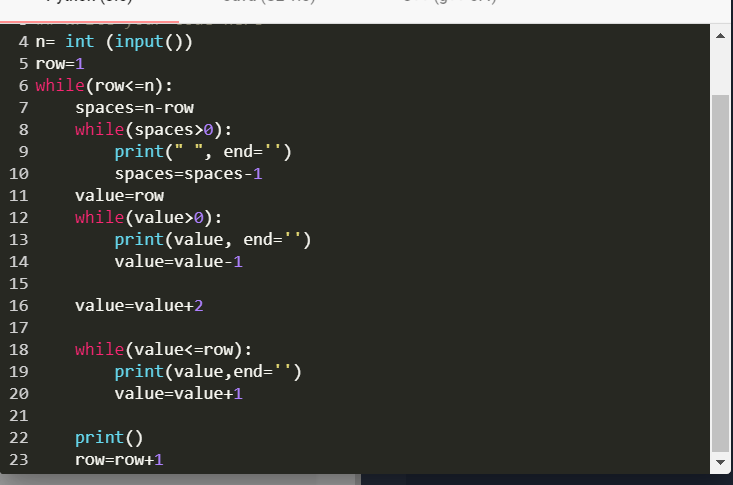 4 n= int (input())
5 row=1
6 while(row<=n):
7     spaces=n-row
8     while(spaces>0):
9         print(" ", end='')
10         spaces=spaces-1
11     value=row
12     while(value>0):
13         print(value, end='')
14         value=value-1
15
16     value=value+2
17
18     while(value<=row):
19         print(value,end='')
20         value=value+1
21
22     print()
23     row=row+1